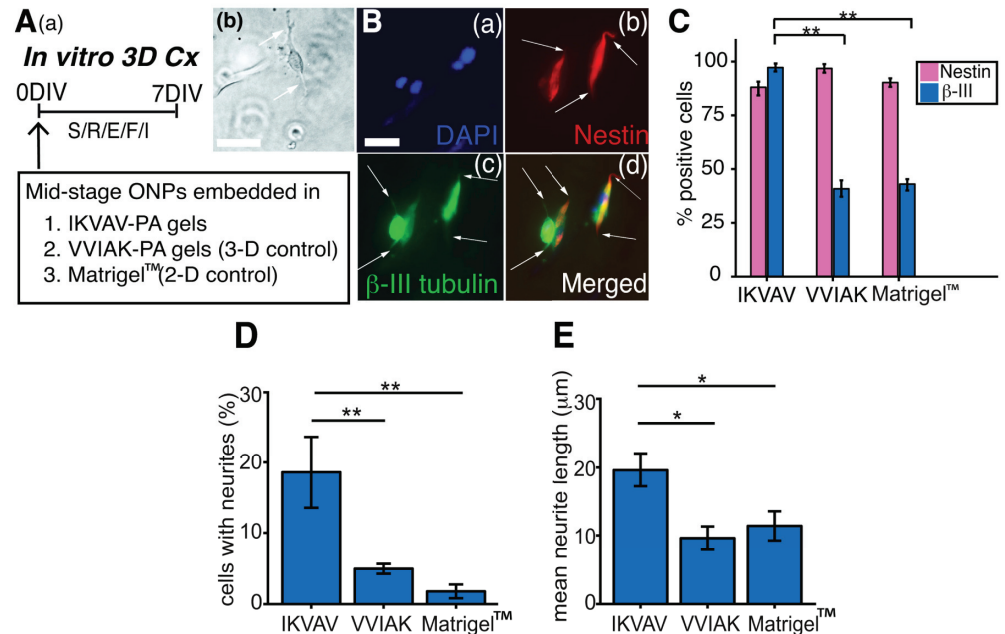 A(a)
In vitro 3D Cx
0DIV 7DIV
S/R/E/F/I
Mid-stage ONPs embedded in
1. IKVAV-PA gels
2. VVIAK-PA gels (3-D control)
3. Matrigel™(2-D control)
(b)
B (a)
DAPI
(b)
Nestin
(c)
β-III tubulin
(d)
Merged
C
**
**
% positive cells
100
75
50
25
0
Nestin
β-III
IKVAV VVIAK Matrigel™
D
**
**
cells with neurites (%)
30
20
10
0
IKVAV VVIAK Matrigel™
E
*
*
mean neurite length (μm)
30
20
10
0
IKVAV VVIAK Matrigel™